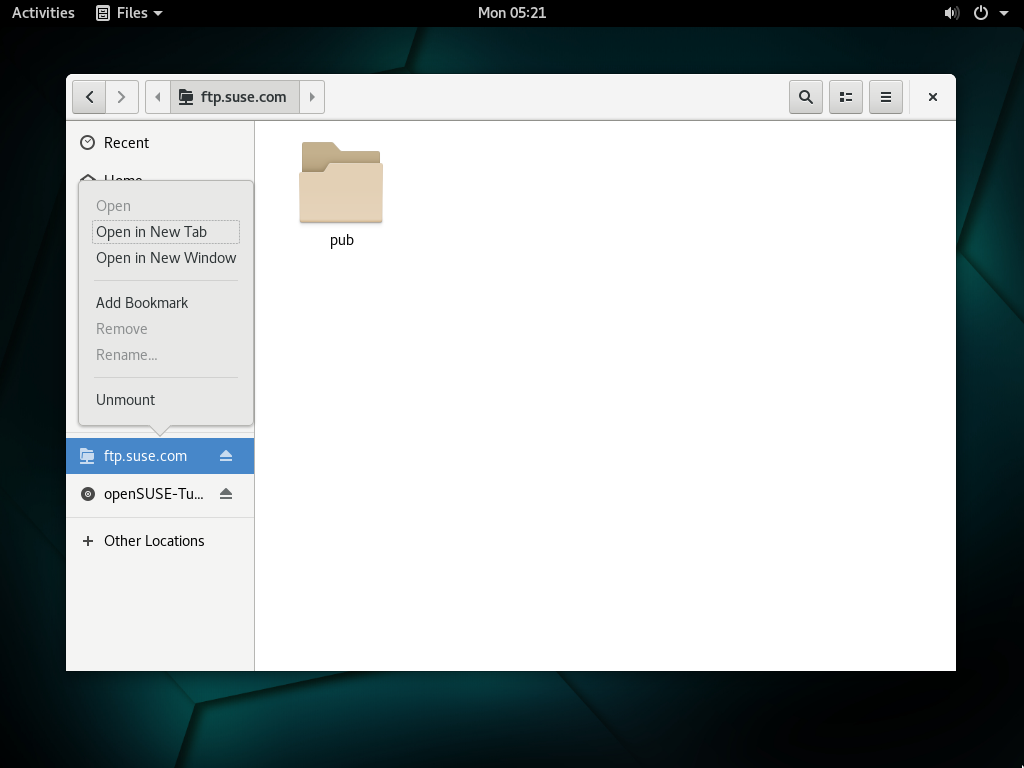 Activities Files Mon 05:21
ftp.suse.com
Recent
Home
Open
Open in New Tab
Open in New Window
Add Bookmark
Remove
Rename...
Unmount
ftp.suse.com
openSUSE-Tu...
Other Locations
pub